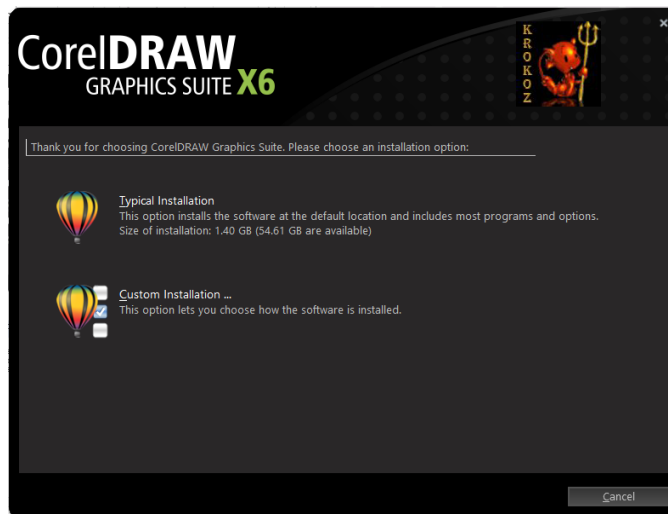 CorelDRAW
GRAPHICS SUITE X6
KROKOZ
Thank you for choosing CorelDRAW Graphics Suite. Please choose an installation option:
Typical Installation
This option installs the software at the default location and includes most programs and options.
Size of installation: 1.40 GB (54.61 GB are available)
Custom Installation ...
This option lets you choose how the software is installed.
Cancel